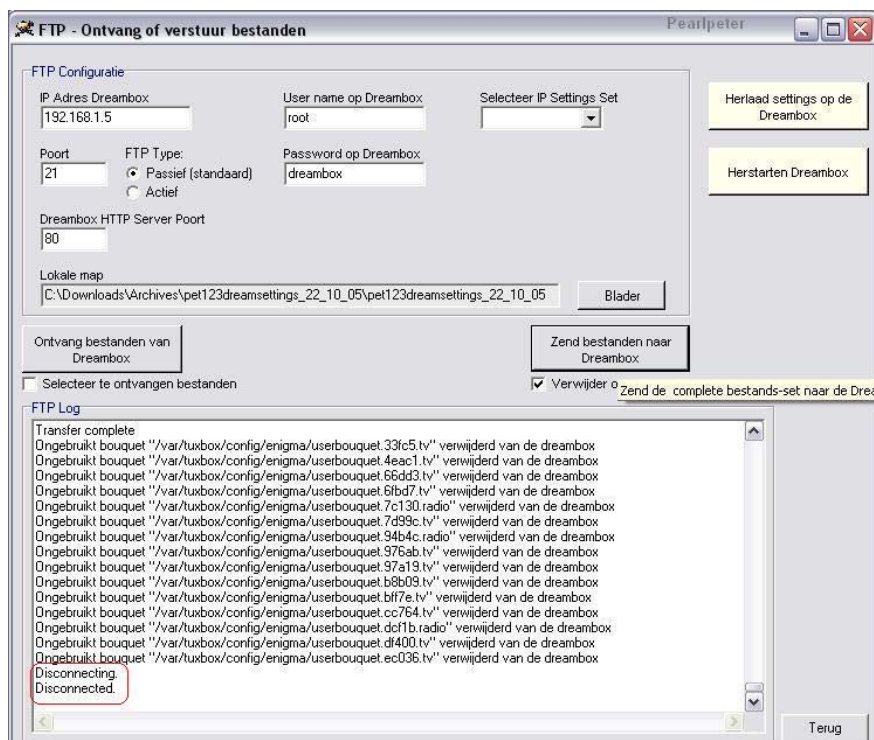 FTP - Ontvang of verstuur bestanden
Pearlpeter
FTP Configuratie
IP Adres Dreambox
User name op Dreambox
Selecteer IP Settings Set
Herlaad settings op de
Dreambox
192.168.1.5
root
Poort
FTP Type:
Password op Dreambox
21
Passief (standaard)
dreambox
Herstarten Dreambox
Actief
Dreambox HTTP Server Poort
80
Lokale map
C:\Downloads\Archives\pet123dreamsettings_22_10_05\pet123dreamsettings_22_10_05
Blader
Ontvang bestanden van
Dreambox
Zend bestanden naar
Dreambox
Selecteer te ontvangen bestanden
Verwijder o
Zend de complete bestands-set naar de Drea
FTP Log
Transfer complete
Ongebruikt bouquet "/var/tuxbox/config/enigma/userbouquet.33fc5.tv" verwijderd van de dreambox
Ongebruikt bouquet "/var/tuxbox/config/enigma/userbouquet.4eac1.tv" verwijderd van de dreambox
Ongebruikt bouquet "/var/tuxbox/config/enigma/userbouquet.66dd3.tv" verwijderd van de dreambox
Ongebruikt bouquet "/var/tuxbox/config/enigma/userbouquet.6fbd7.tv" verwijderd van de dreambox
Ongebruikt bouquet "/var/tuxbox/config/enigma/userbouquet.7c130.radio" verwijderd van de dreambox
Ongebruikt bouquet "/var/tuxbox/config/enigma/userbouquet.7d99c.tv" verwijderd van de dreambox
Ongebruikt bouquet "/var/tuxbox/config/enigma/userbouquet.94b4c.radio" verwijderd van de dreambox
Ongebruikt bouquet "/var/tuxbox/config/enigma/userbouquet.976ab.tv" verwijderd van de dreambox
Ongebruikt bouquet "/var/tuxbox/config/enigma/userbouquet.97a19.tv" verwijderd van de dreambox
Ongebruikt bouquet "/var/tuxbox/config/enigma/userbouquet.b8b09.tv" verwijderd van de dreambox
Ongebruikt bouquet "/var/tuxbox/config/enigma/userbouquet.bff7e.tv" verwijderd van de dreambox
Ongebruikt bouquet "/var/tuxbox/config/enigma/userbouquet.cc764.tv" verwijderd van de dreambox
Ongebruikt bouquet "/var/tuxbox/config/enigma/userbouquet.dcf1b.radio" verwijderd van de dreambox
Ongebruikt bouquet "/var/tuxbox/config/enigma/userbouquet.df400.tv" verwijderd van de dreambox
Ongebruikt bouquet "/var/tuxbox/config/enigma/userbouquet.ec036.tv" verwijderd van de dreambox
Disconnecting.
Disconnected.
Terug